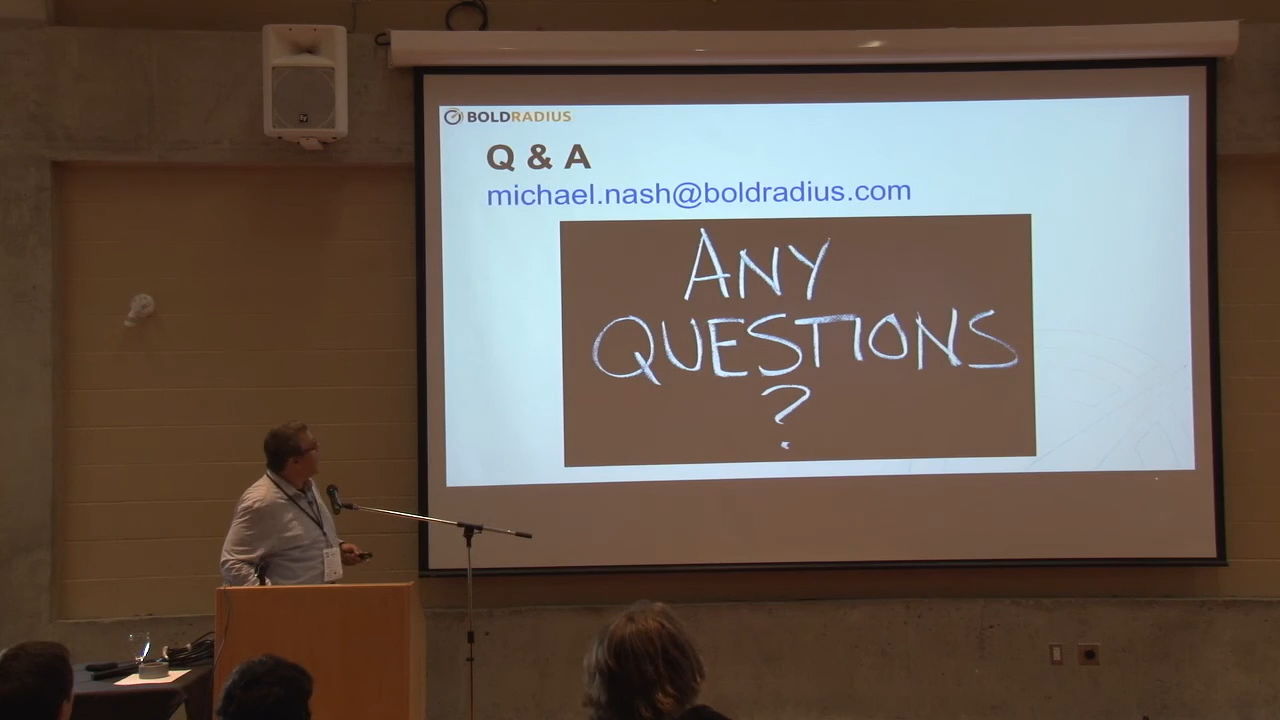 BOLDRADIUS
Q & A
michael.nash@boldradius.com
ANY
QUESTIONS
?